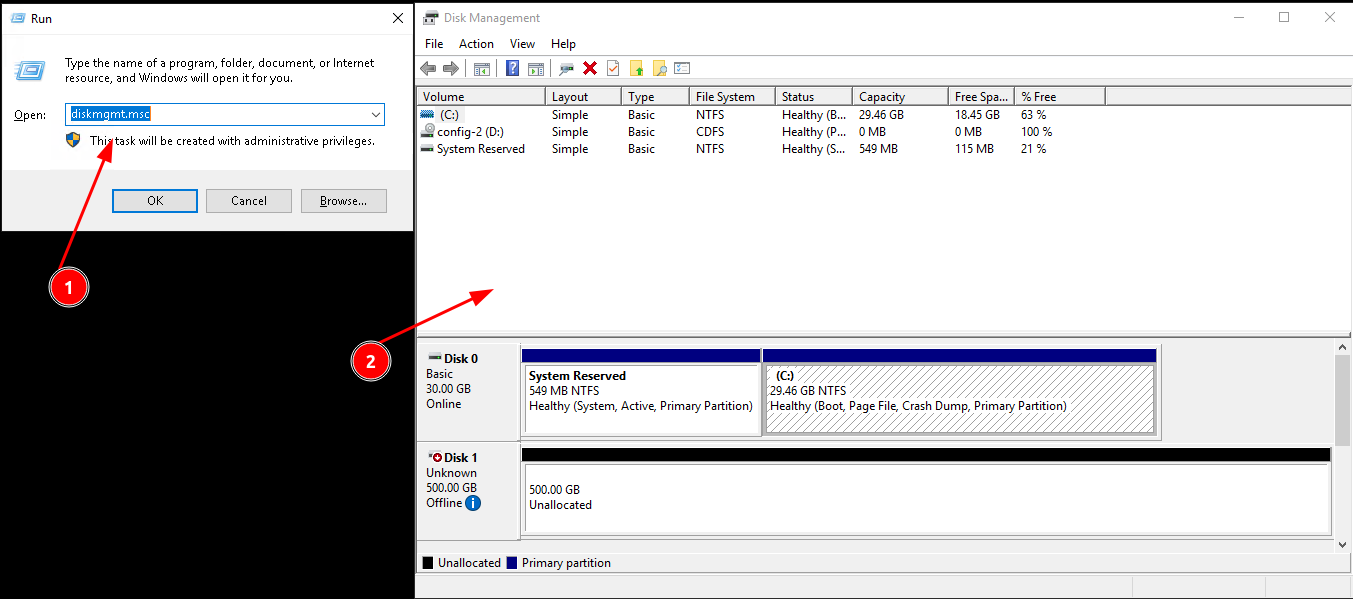 Run
Type the name of a program, folder, document, or Internet
resource, and Windows will open it for you.
Open: diskmgmt.msc
This task will be created with administrative privileges.
OK Cancel Browse...
1
Disk Management
File Action View Help
Volume Layout Type File System Status Capacity Free Spa... % Free
(C:) Simple Basic NTFS Healthy (B... 29.46 GB 18.45 GB 63 %
config-2 (D:) Simple Basic CDFS Healthy (P... 0 MB 0 MB 100 %
System Reserved Simple Basic NTFS Healthy (S... 549 MB 115 MB 21 %
2
Disk 0
Basic
30.00 GB
Online
System Reserved
549 MB NTFS
Healthy (System, Active, Primary Partition)
(C:)
29.46 GB NTFS
Healthy (Boot, Page File, Crash Dump, Primary Partition)
Disk 1
Unknown
500.00 GB
Offline
500.00 GB
Unallocated
Unallocated Primary partition